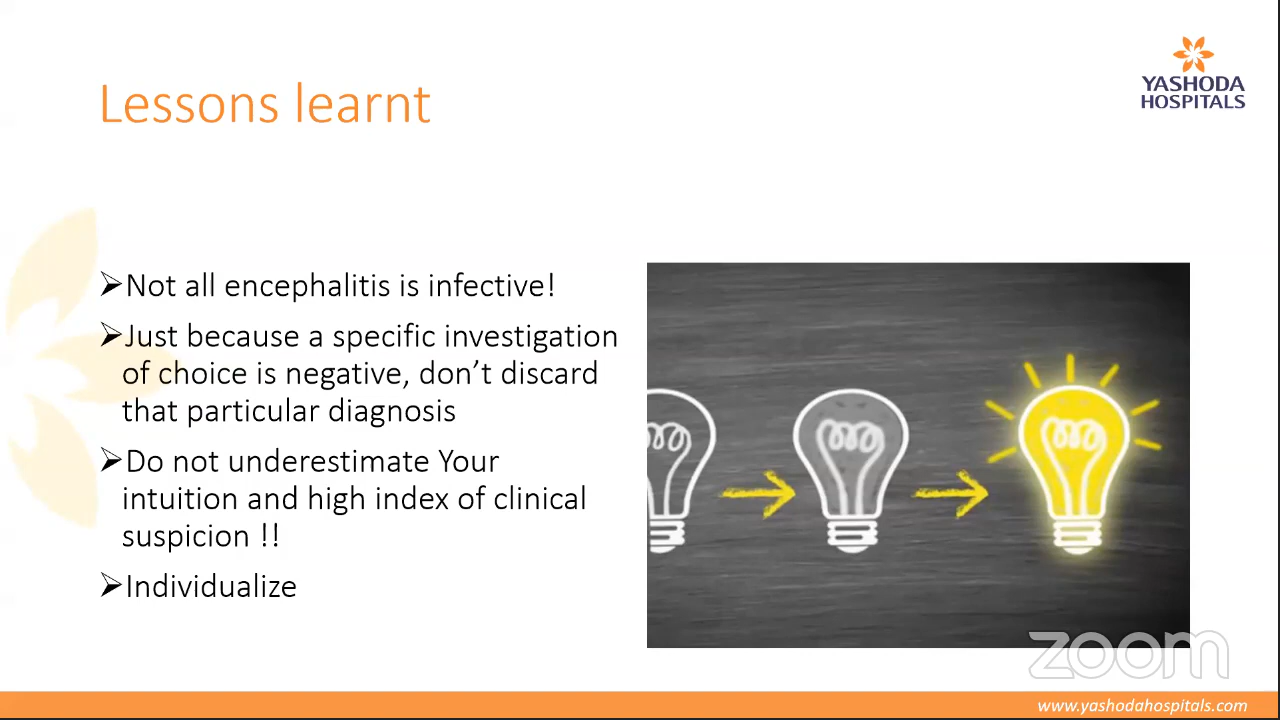 YASHODA
HOSPITALS
Lessons learnt
➢Not all encephalitis is infective!
➢Just because a specific investigation
of choice is negative, don’t discard
that particular diagnosis
➢Do not underestimate Your
intuition and high index of clinical
suspicion !!
➢Individualize
zoom
www.yashodahospitals.com